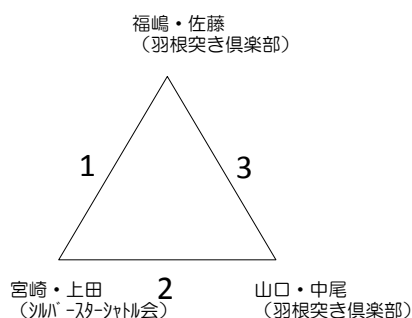 福嶋・佐藤
（羽根突き倶楽部）
1
3
宮崎・上田
（ｼﾙﾊﾞｰｽﾀｰｼｬﾄﾙ会）
2
山口・中尾
（羽根突き倶楽部）